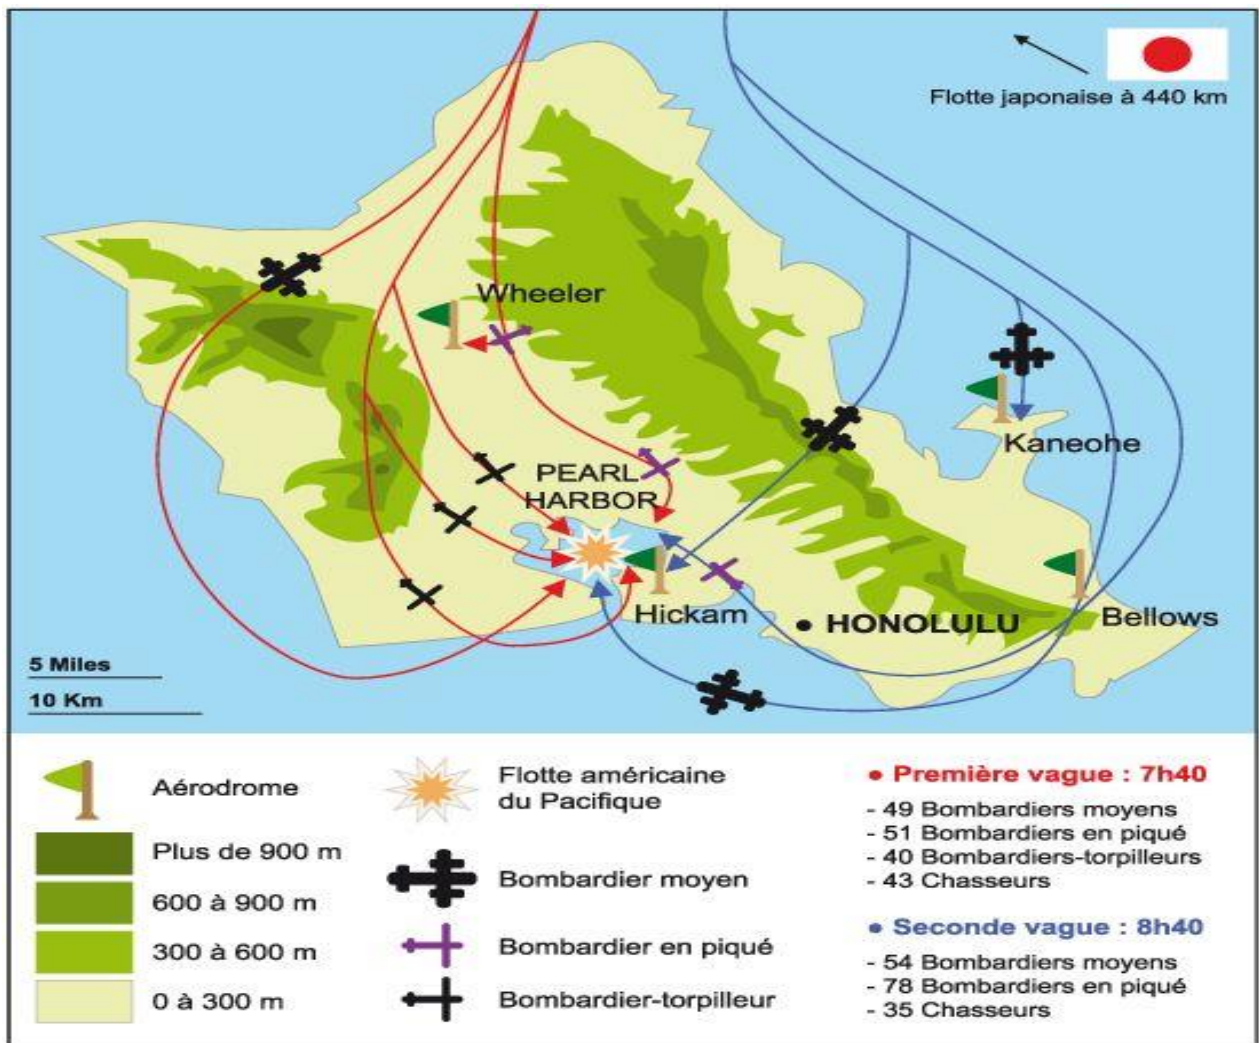 Flotte japonaise à 440 km
Wheeler
Kaneohe
PEARL
HARBOR
Hickam
HONOLULU
Bellows
5 Miles
10 Km
Aérodrome
Plus de 900 m
600 à 900 m
300 à 600 m
0 à 300 m
Flotte américaine
du Pacifique
Bombardier moyen
Bombardier en piqué
Bombardier-torpilleur
• Première vague : 7h40
- 49 Bombardiers moyens
- 51 Bombardiers en piqué
- 40 Bombardiers-torpilleurs
- 43 Chasseurs
• Seconde vague : 8h40
- 54 Bombardiers moyens
- 78 Bombardiers en piqué
- 35 Chasseurs